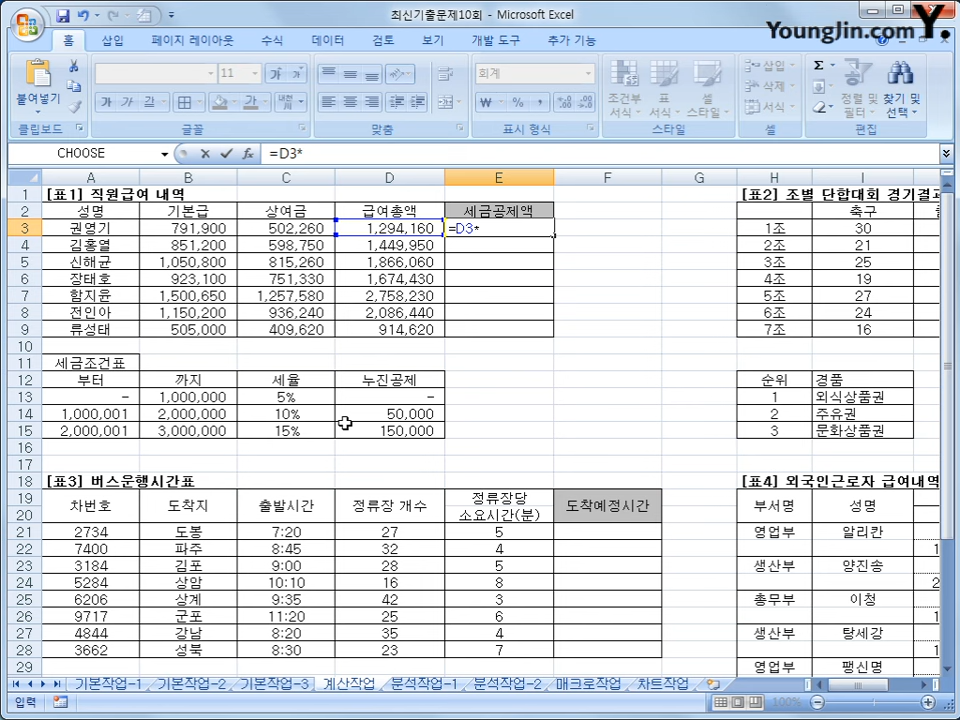 최신기출문제10회 - Microsoft Excel
YoungJin.com Y.
홈 삽입 페이지 레이아웃 수식 데이터 검토 보기 개발 도구 추가 기능
붙여넣기
11
가 가 가 가
회계
₩ % ,
조건부 서식 표 서식 셀 스타일
삽입
삭제
서식
Σ
정렬 및 필터 찾기 및 선택
클립보드 글꼴 맞춤 표시 형식 스타일 셀 편집
CHOOSE fx =D3*
A B C D E F G H I
1 [표1] 직원급여 내역 [표2] 조별 단합대회 경기결과
2 성명 기본급 상여금 급여총액 세금공제액 축구
3 권영기 791,900 502,260 1,294,160 =D3* 1조 30
4 김홍열 851,200 598,750 1,449,950 2조 21
5 신해균 1,050,800 815,260 1,866,060 3조 25
6 장태호 923,100 751,330 1,674,430 4조 19
7 함지윤 1,500,650 1,257,580 2,758,230 5조 27
8 전민아 1,150,200 936,240 2,086,440 6조 24
9 류성태 505,000 409,620 914,620 7조 16
10
11 세금조건표
12 부터 까지 세율 누진공제 순위 경품
13 - 1,000,000 5% - 1 외식상품권
14 1,000,001 2,000,000 10% 50,000 2 주유권
15 2,000,001 3,000,000 15% 150,000 3 문화상품권
16
17
18 [표3] 버스운행시간표 [표4] 외국인근로자 급여내역
19 차번호 도착지 출발시간 정류장 개수 정류장당 도착예정시간 부서명 성명
20 소요시간(분)
21 2734 도봉 7:20 27 5 영업부 알리칸
22 7400 파주 8:45 32 4 1
23 3184 김포 9:00 28 5 생산부 양진송
24 5284 상암 10:10 16 8 2
25 6206 상계 9:35 42 3 총무부 이청
26 9717 군포 11:20 25 6 1
27 4844 강남 8:20 35 4 생산부 탕세강
28 3662 성북 8:30 23 7 1
29 영업부 팽신명
기본작업-1 기본작업-2 기본작업-3 계산작업 분석작업-1 분석작업-2 매크로작업 차트작업
입력 100%